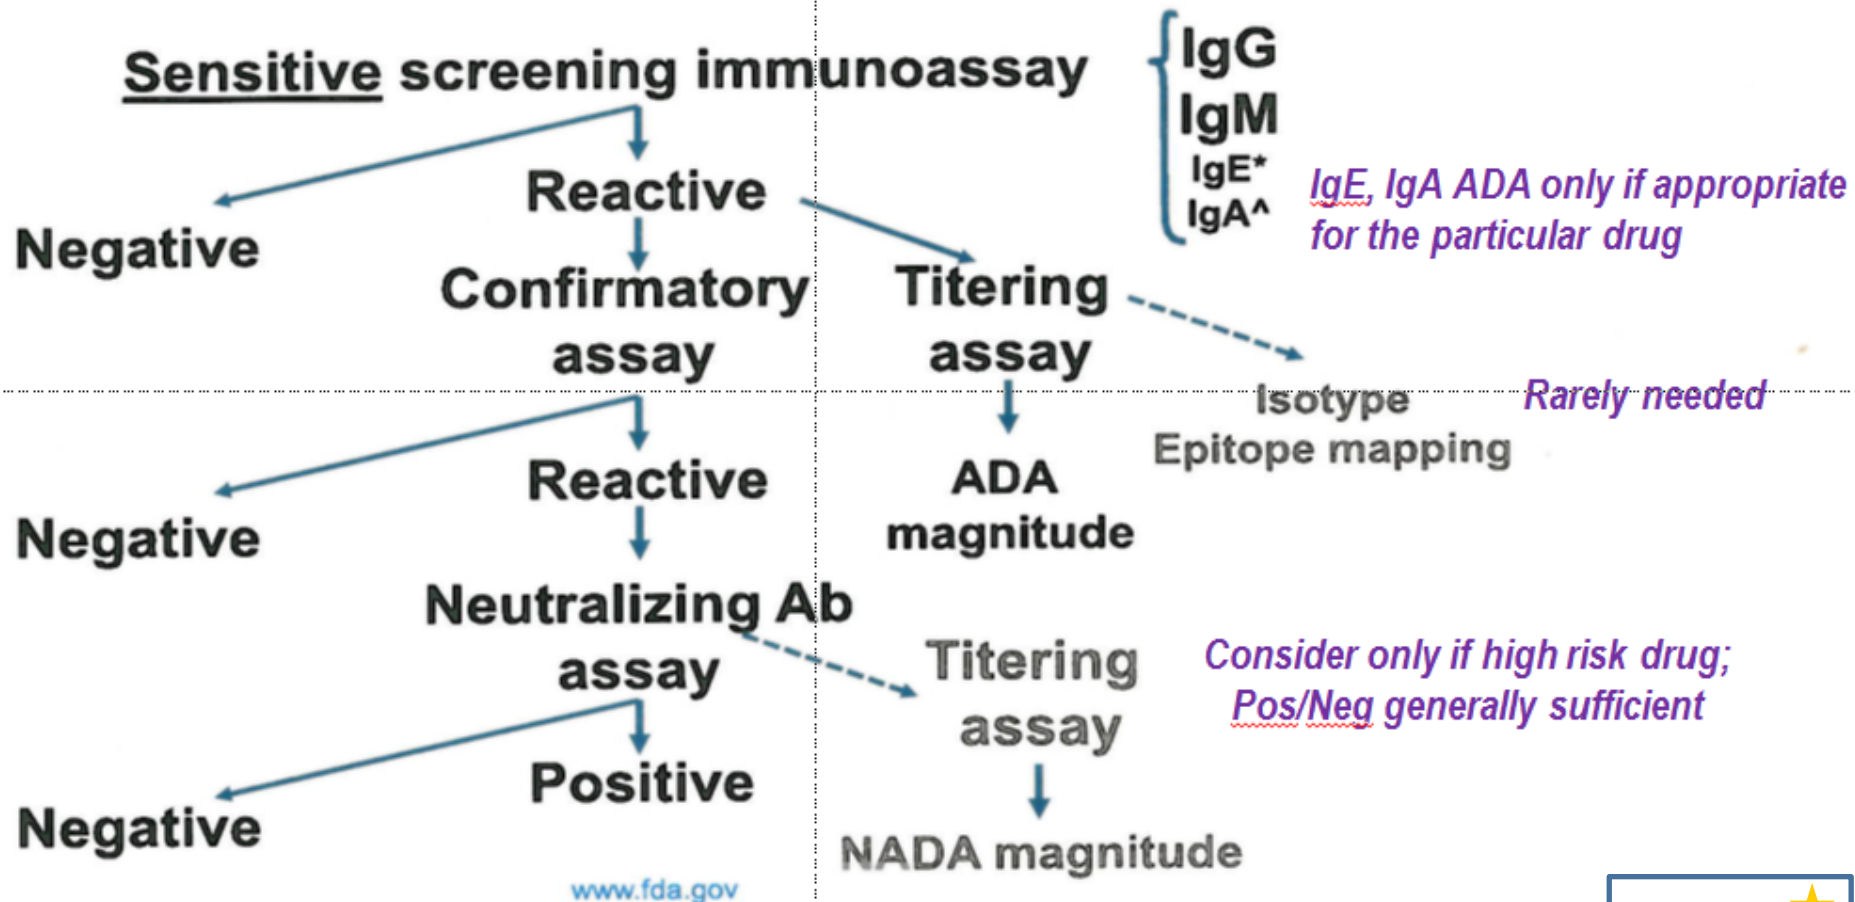 Sensitive screening immunoassay
IgG
IgM
IgE*
IgA^
IgE, IgA ADA only if appropriate
for the particular drug
Negative
Reactive
Confirmatory
assay
Titering
assay
Isotype
Epitope mapping
Rarely needed
Negative
Reactive
ADA
magnitude
Neutralizing Ab
assay
Titering
assay
Consider only if high risk drug;
Pos/Neg generally sufficient
Negative
Positive
NADA magnitude
www.fda.gov